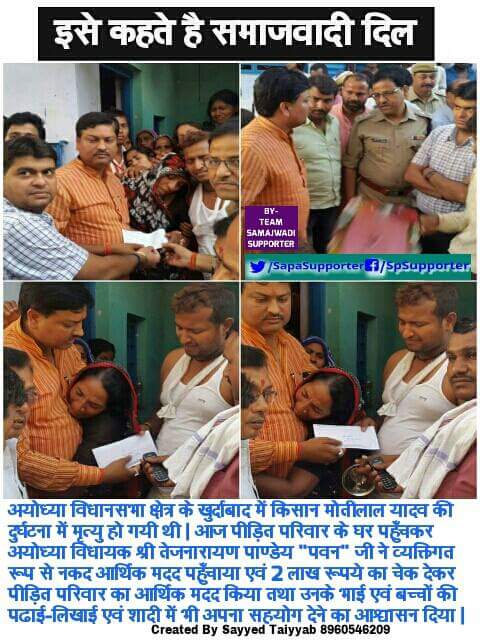 इसे कहते है समाजवादी दिल
BY-
TEAM
SAMAJWADI
SUPPORTER
/SapaSupporter f/SpSupporter
अयोध्या विधानसभा क्षेत्र के खुर्दाबाद में किसान मोतीलाल यादव की
दुर्घटना में मृत्यु हो गयी थी | आज पीड़ित परिवार के घर पहुँचकर
अयोध्या विधायक श्री तेजनारायण पाण्डेय "पवन" जी ने व्यक्तिगत
रूप से नकद आर्थिक मदद पहुँचाया एवं 2 लाख रूपये का चेक देकर
पीड़ित परिवार का आर्थिक मदद किया तथा उनके भाई एवं बच्चों की
पढाई-लिखाई एवं शादी में भी अपना सहयोग देने का आश्वासन दिया |
Created By Sayyed Taiyyab 8960546209